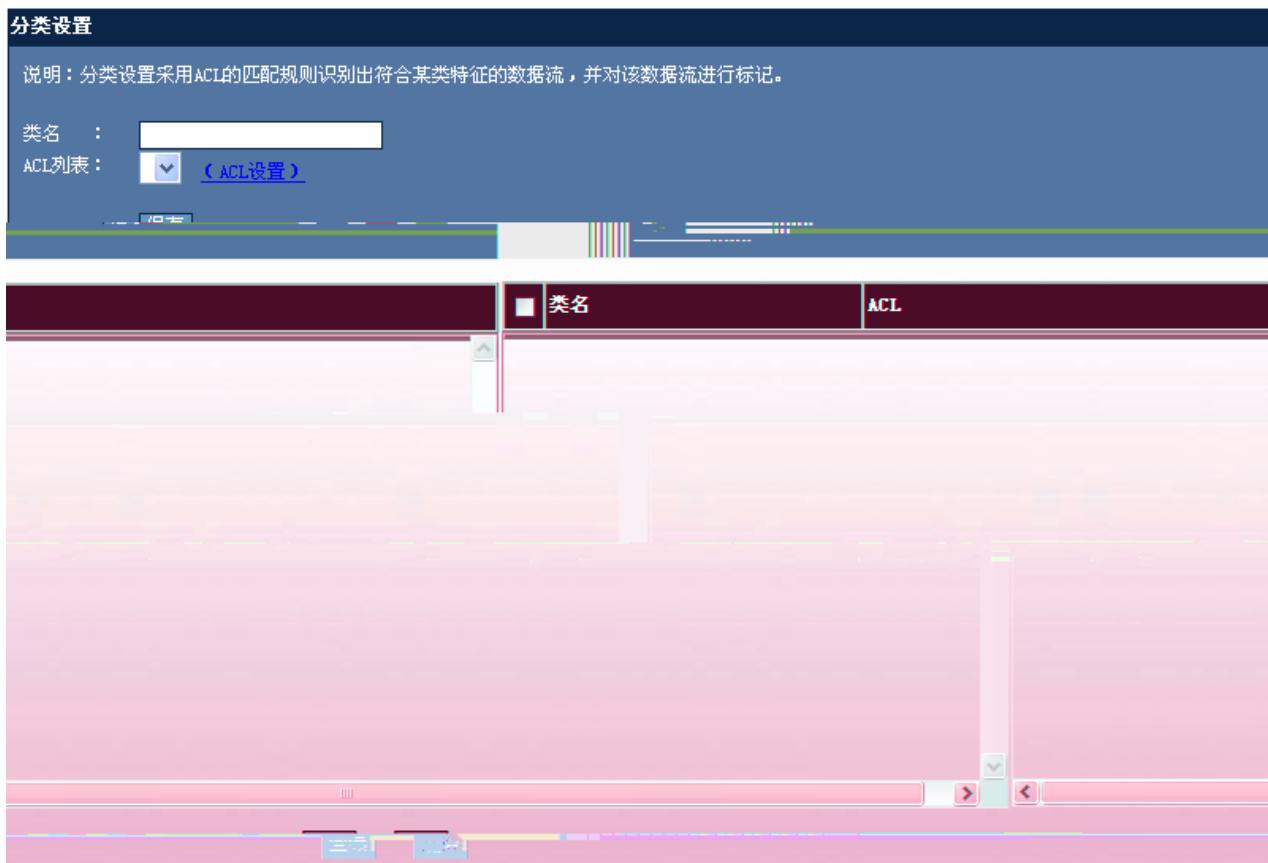 分类设置
说明：分类设置采用ACL的匹配规则识别出符合某类特征的数据流，并对该数据流进行标记。
类名 ：
ACL列表：
（ACL设置）
类名 ACL